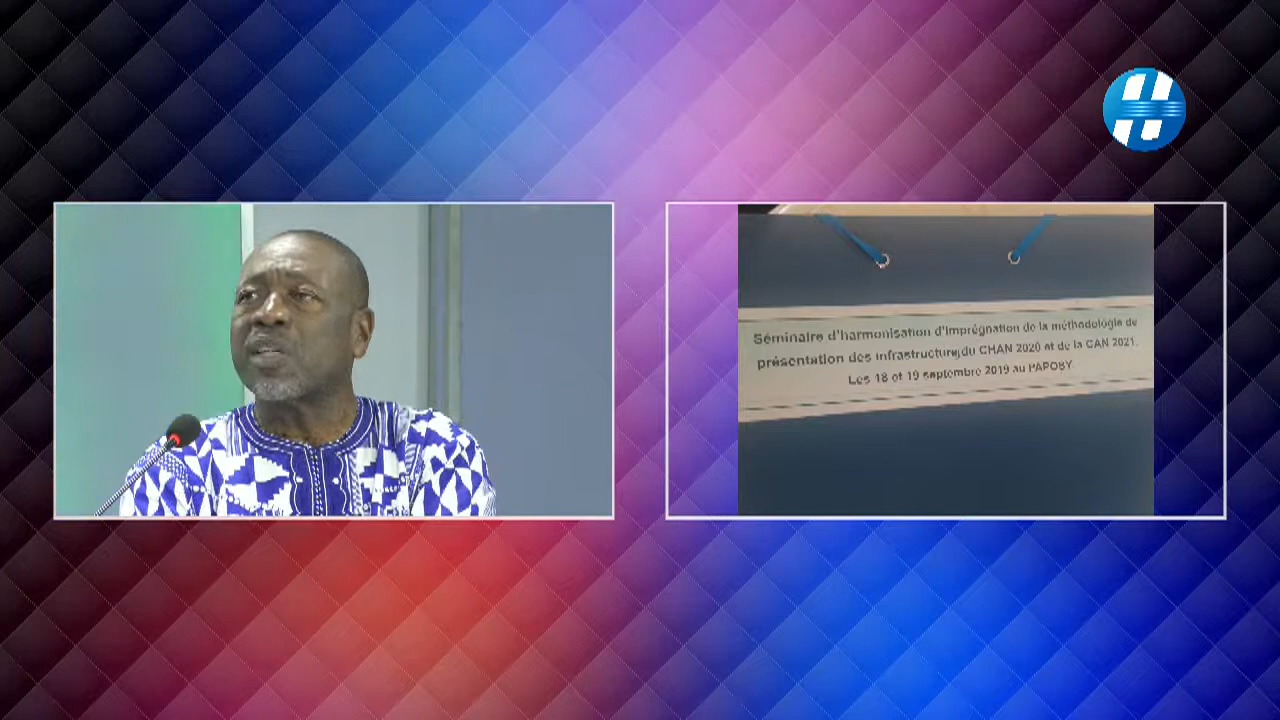 Séminaire d'harmonisation d'imprégnation de la méthodologie de
présentation des infrastructure,du CHAN 2020 et de la CAN 2021.
Les 18 et 19 septembre 2019 au PAPOSY